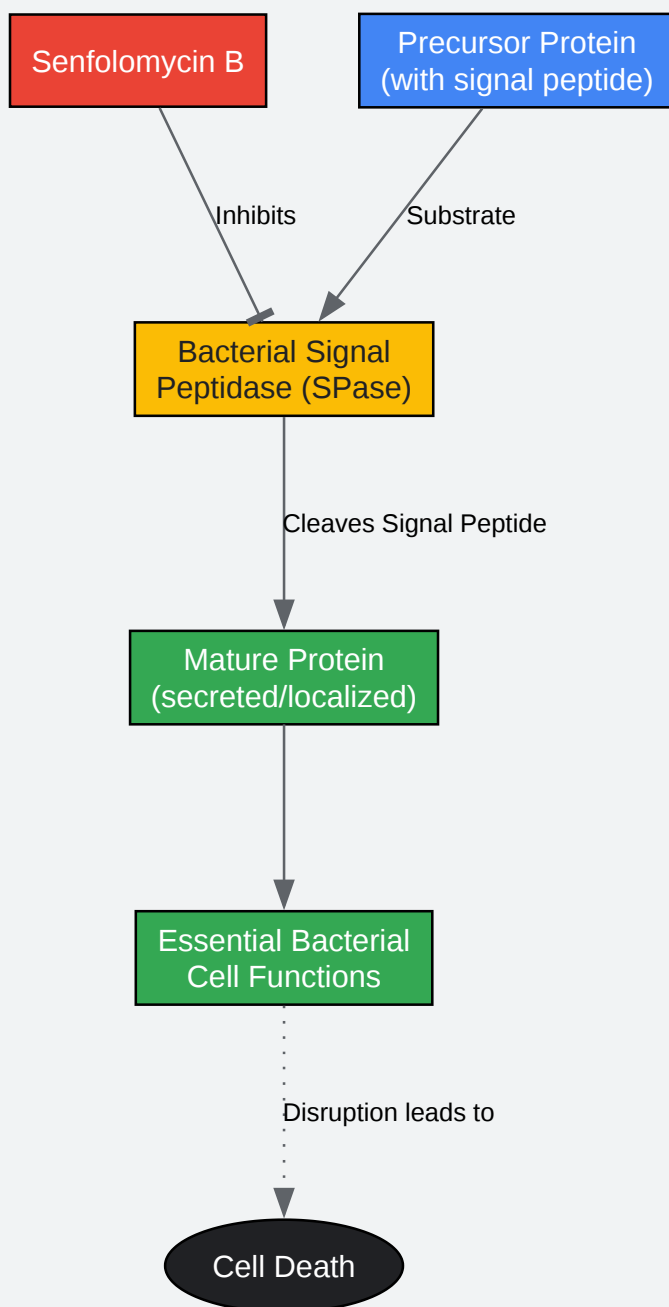 Senfolomycin B
Precursor Protein
(with signal peptide)
Inhibits
Substrate
Bacterial Signal
Peptidase (SPase)
Cleaves Signal Peptide
Mature Protein
(secreted/localized)
Essential Bacterial
Cell Functions
Disruption leads to
Cell Death